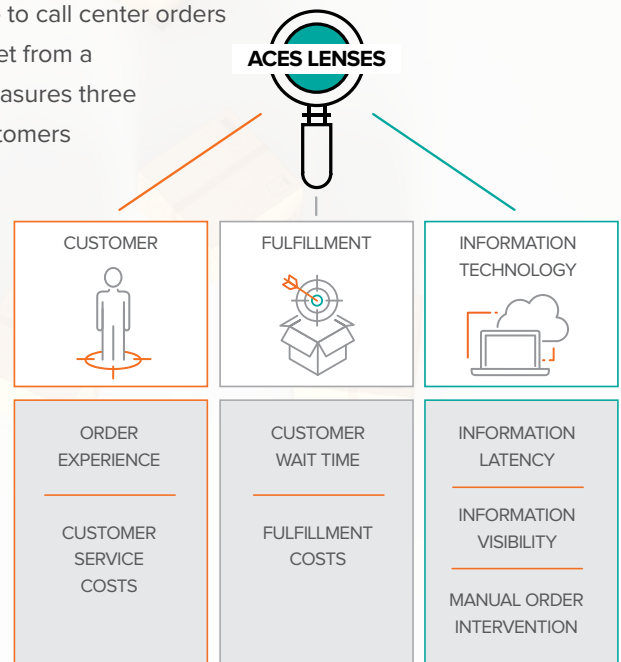 to call center orders
et from a
asures three
tomers
ACES LENSES
CUSTOMER
FULFILLMENT
INFORMATION
TECHNOLOGY
ORDER
EXPERIENCE
CUSTOMER
SERVICE
COSTS
CUSTOMER
WAIT TIME
FULFILLMENT
COSTS
INFORMATION
LATENCY
INFORMATION
VISIBILITY
MANUAL ORDER
INTERVENTION